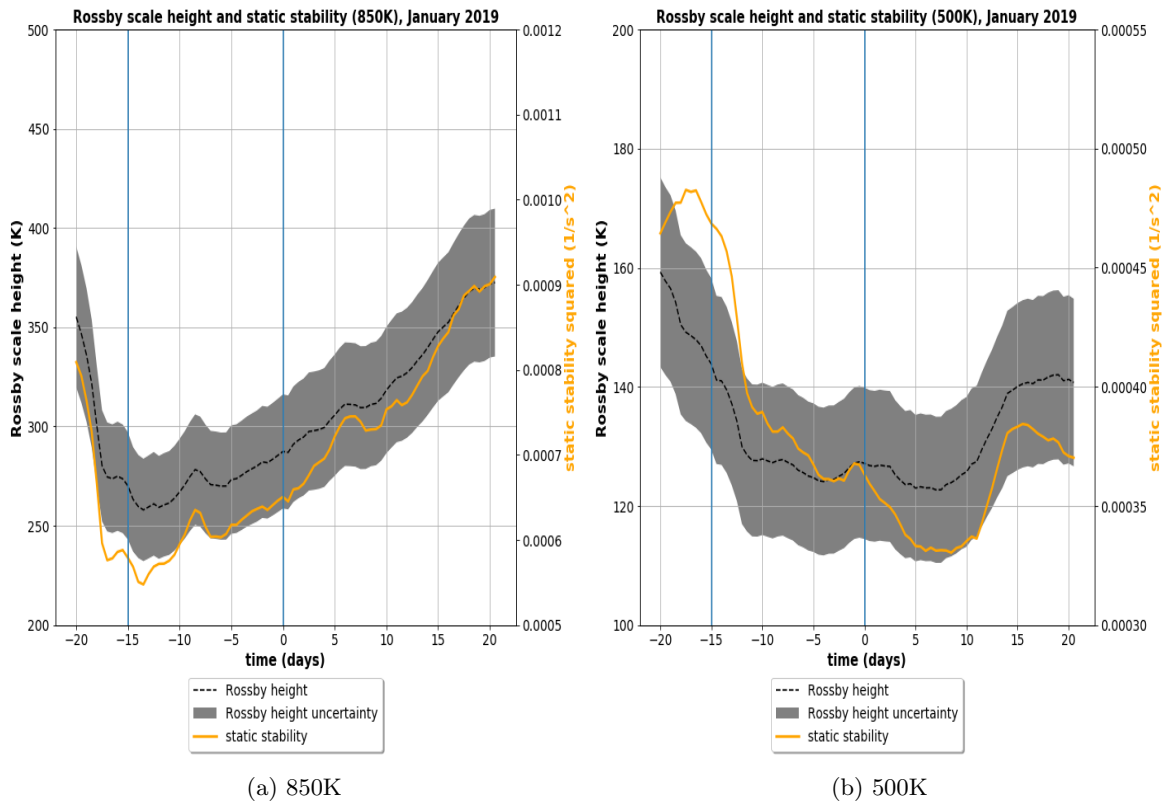 Rossby scale height and static stability (850K), January 2019
500
450
400
350
300
250
200
Rossby scale height (K)
0.0012
0.0011
0.0010
0.0009
0.0008
0.0007
0.0006
0.0005
static stability squared (1/s^2)
−20 −15 −10 −5 0 5 10 15 20
time (days)
Rossby height
Rossby height uncertainty
static stability
(a) 850K
Rossby scale height and static stability (500K), January 2019
200
180
160
140
120
100
Rossby scale height (K)
0.00055
0.00050
0.00045
0.00040
0.00035
0.00030
static stability squared (1/s^2)
−20 −15 −10 −5 0 5 10 15 20
time (days)
Rossby height
Rossby height uncertainty
static stability
(b) 500K